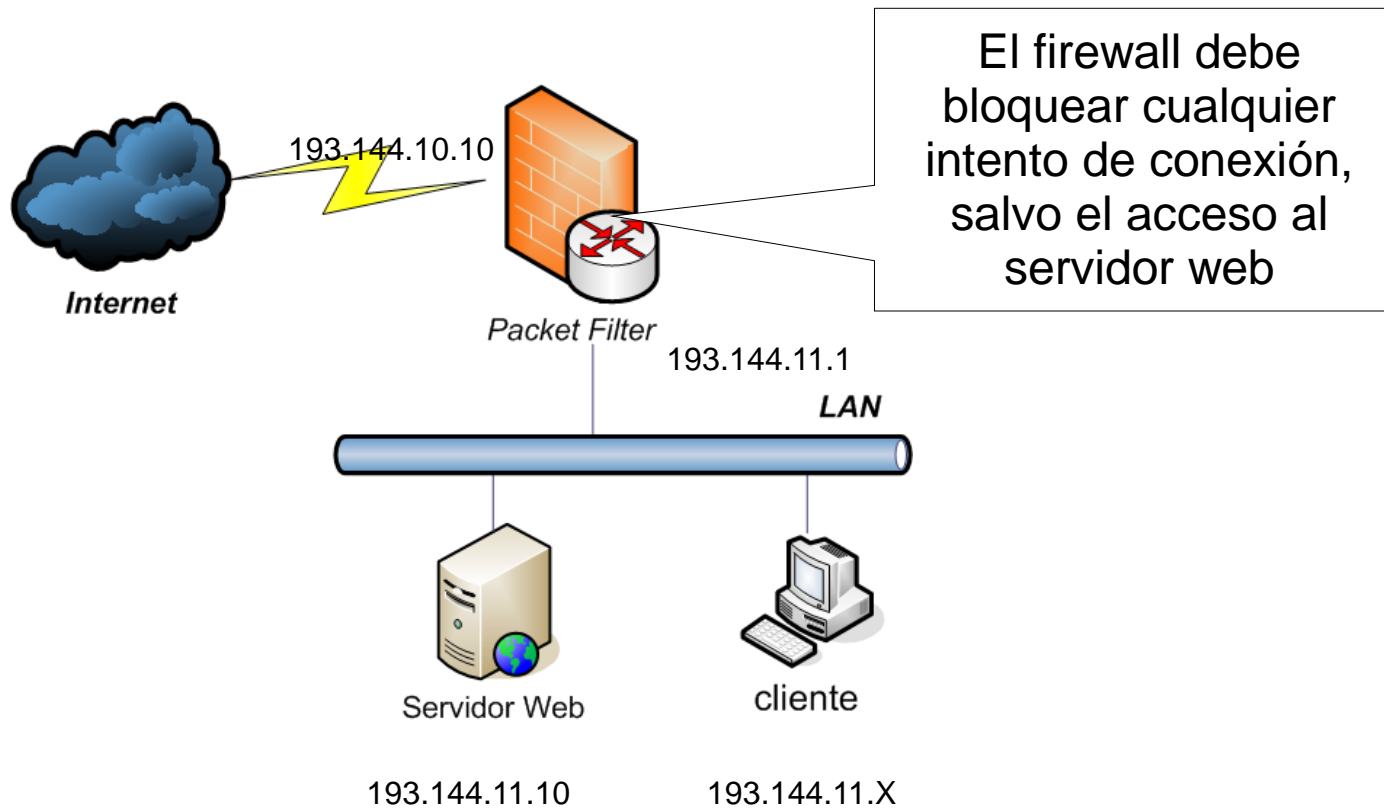 El firewall debe
bloquear cualquier
intento de conexión,
salvo el acceso al
servidor web
193.144.10.10
Internet
Packet Filter
193.144.11.1
LAN
Servidor Web
cliente
193.144.11.10
193.144.11.X